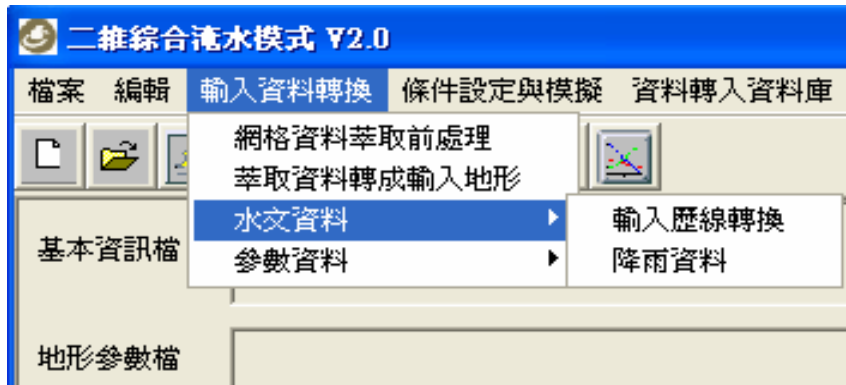 二維綜合淹水模式 V2.0
檔案 編輯 輸入資料轉換 條件設定與模擬 資料轉入資料庫
網格資料萃取前處理
萃取資料轉成輸入地形
水文資料
參數資料
輸入歷線轉換
降雨資料
基本資訊檔
地形參數檔